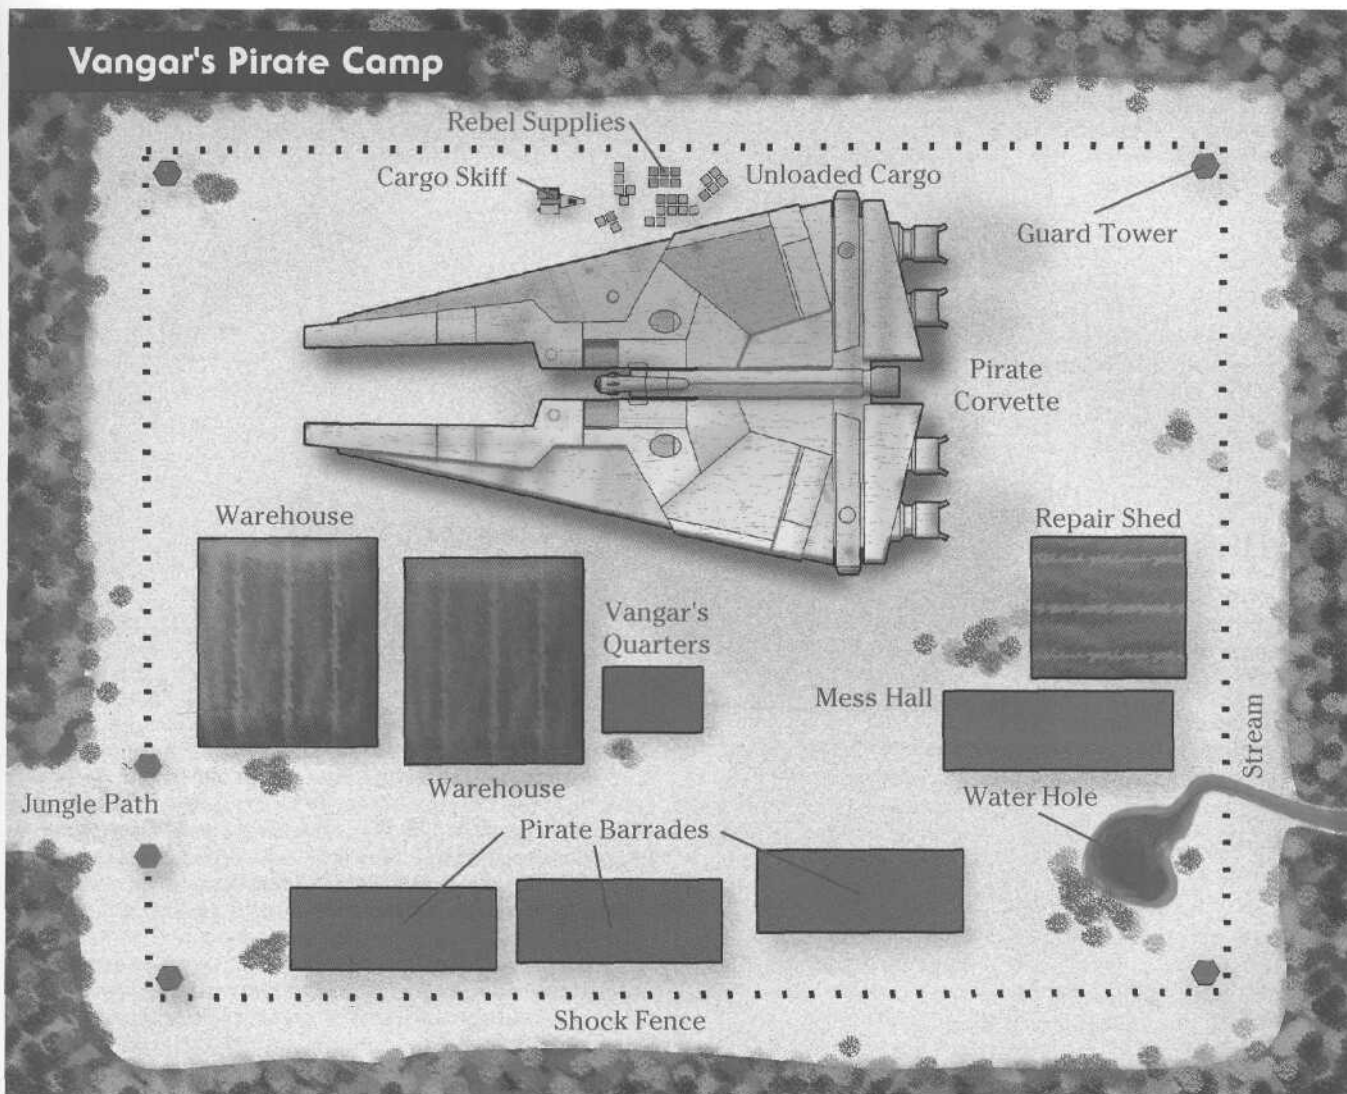 Vangar's Pirate Camp
Rebel Supplies
Cargo Skiff
Unloaded Cargo
Guard Tower
Pirate
Corvette
Warehouse
Repair Shed
Vangar's
Quarters
Mess Hall
Stream
Warehouse
Water Hole
Jungle Path
Pirate Barrades
Shock Fence